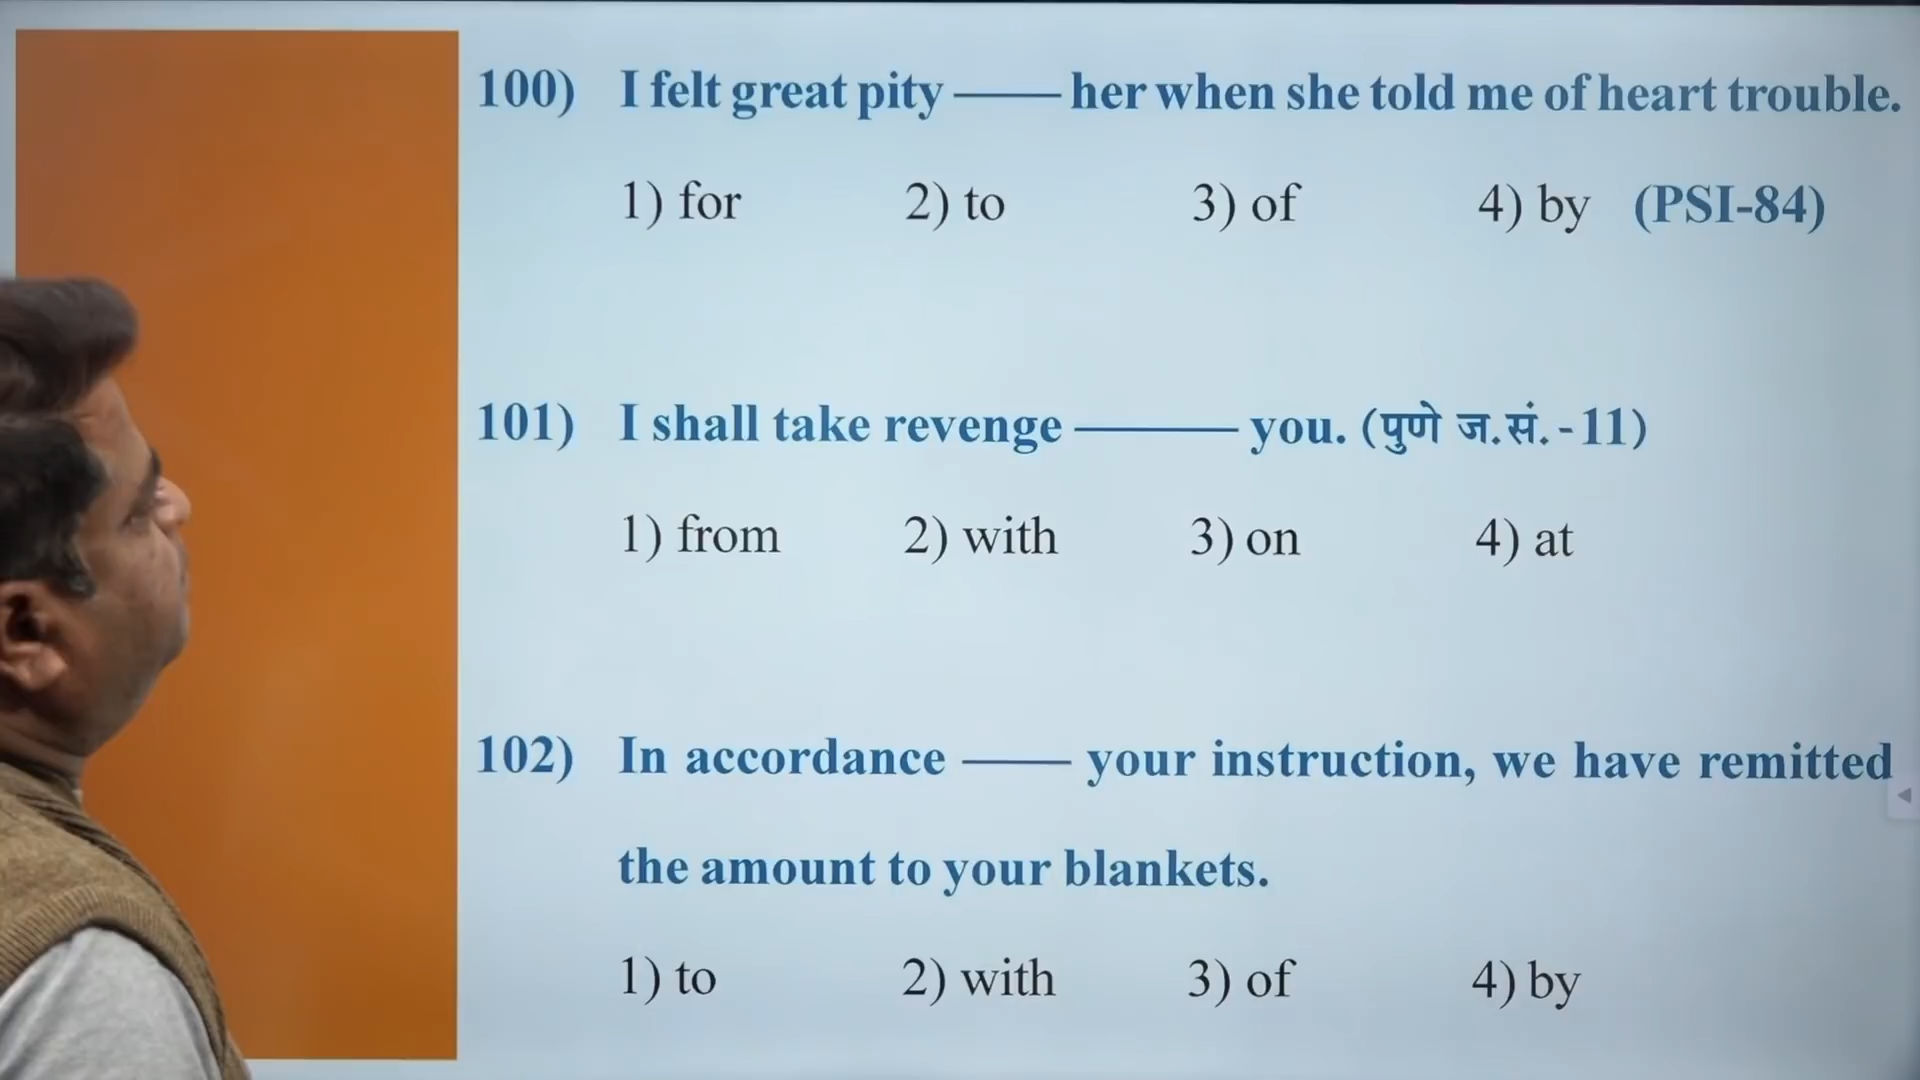 100) I felt great pity —— her when she told me of heart trouble.
1) for 2) to 3) of 4) by (PSI-84)
101) I shall take revenge ——— you. (पुणे ज.सं.-11)
1) from 2) with 3) on 4) at
102) In accordance —— your instruction, we have remitted
the amount to your blankets.
1) to 2) with 3) of 4) by